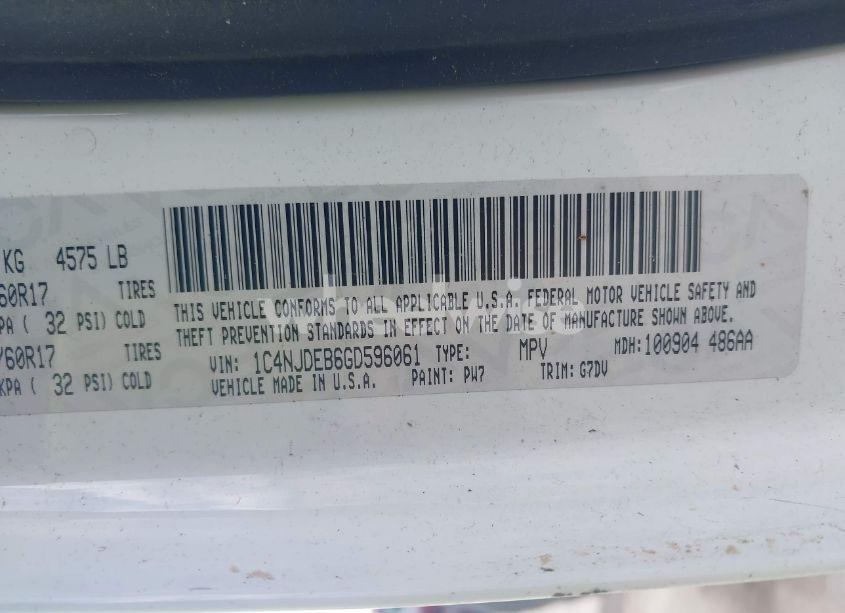 KG 4575 LB
60R17 TIRES
PA ( 32 PSI) COLD
/60R17 TIRES
KPA ( 32 PSI) COLD
THIS VEHICLE CONFORMS TO ALL APPLICABLE U.S.A. FEDERAL MOTOR VEHICLE SAFETY AND
THEFT PREVENTION STANDARDS IN EFFECT ON THE DATE OF MANUFACTURE SHOWN ABOVE.
VIN: 1C4NJDEB6GD596061 TYPE: MPV MDH: 100904 486AA
VEHICLE MADE IN U.S.A. PAINT: PW7 TRIM: G7DV